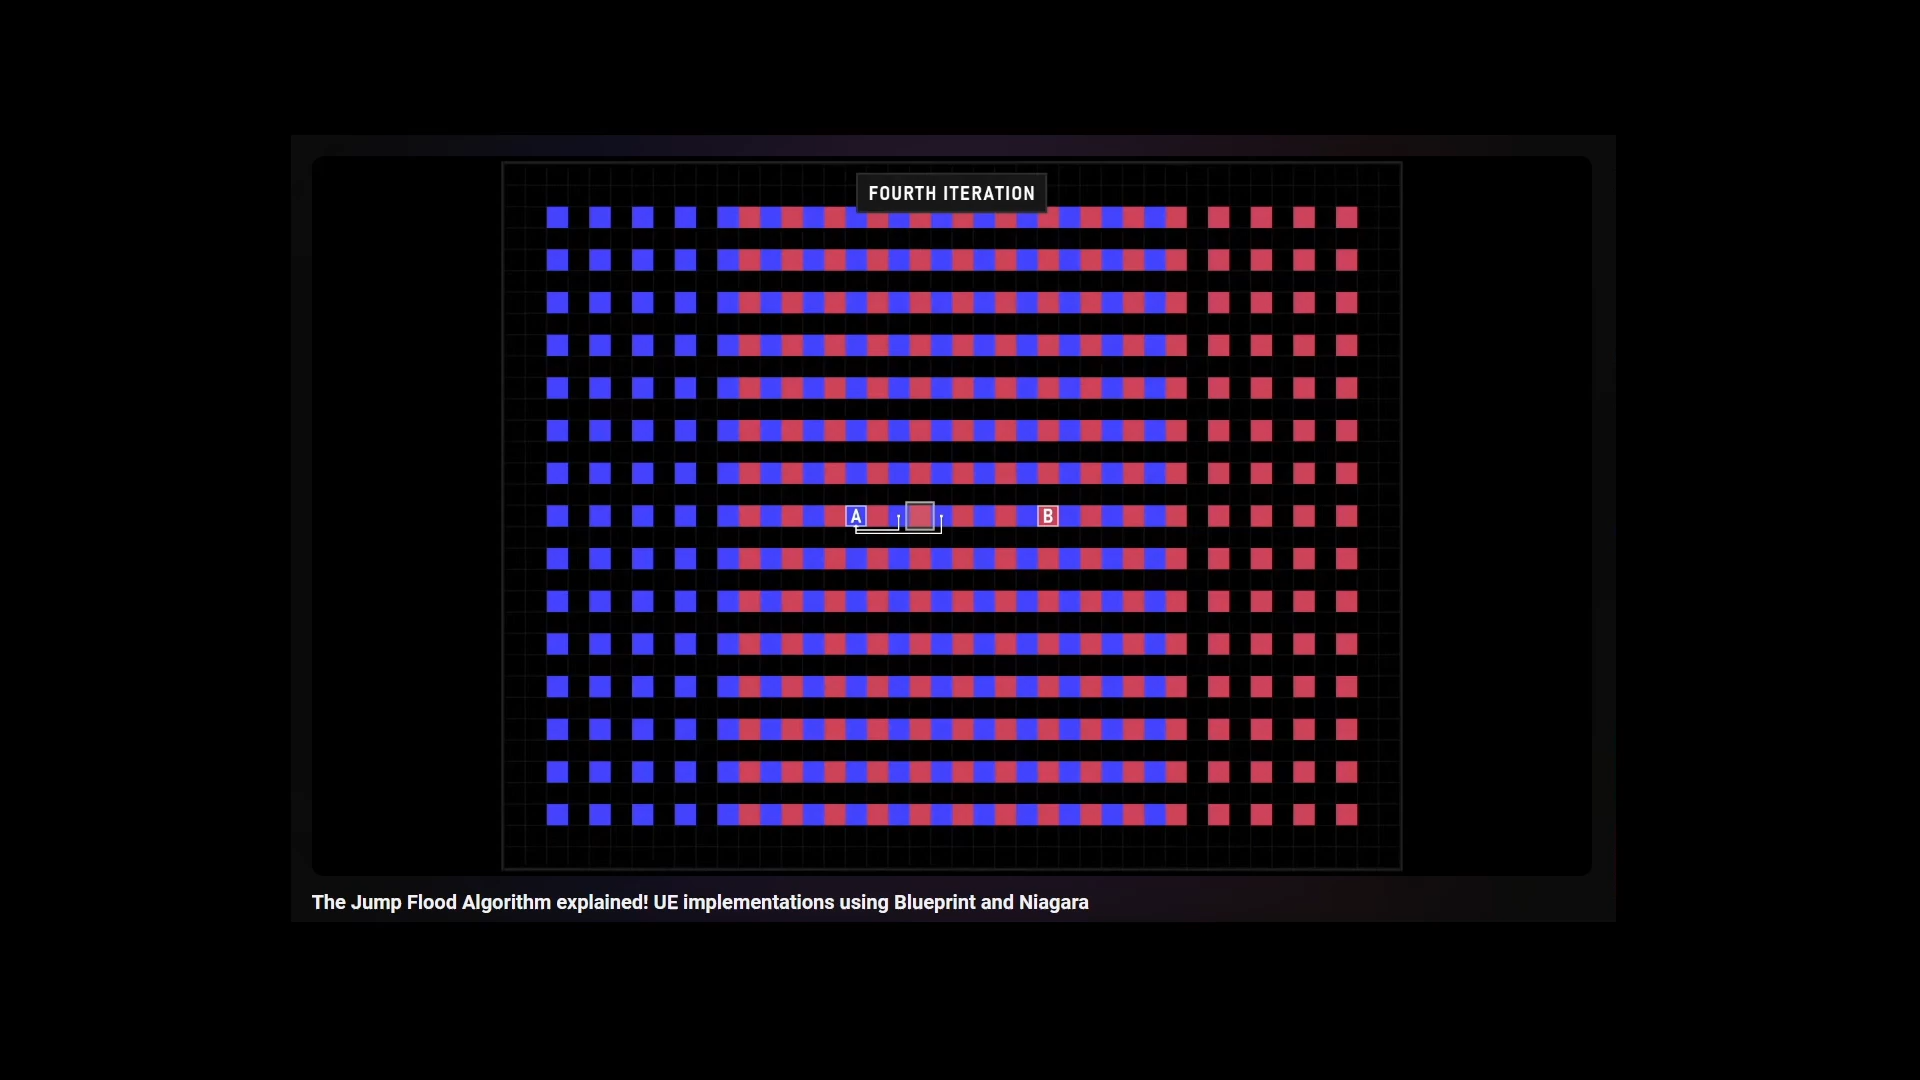 FOURTH ITERATION
A B
The Jump Flood Algorithm explained! UE implementations using Blueprint and Niagara